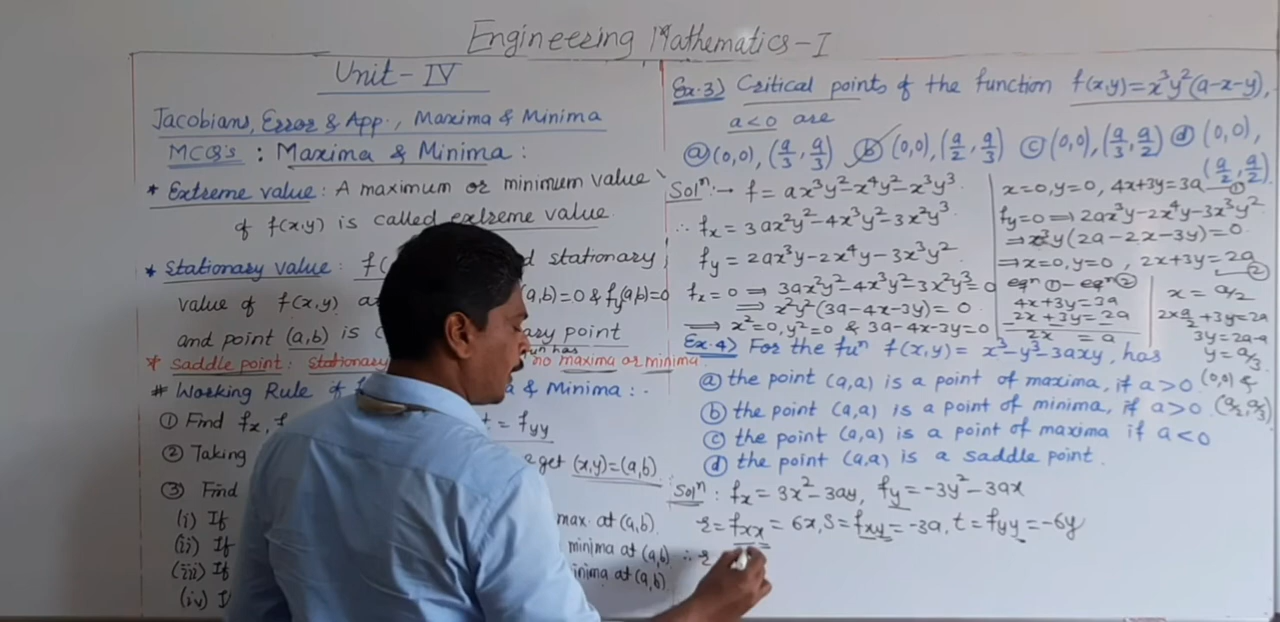 Engineering Mathematics-I
Unit-IV
Jacobians, Error & App., Maxima & Minima
MCQ's : Maxima & Minima :
* Extreme value: A maximum or minimum value
of f(x,y) is called extreme value.
* Stationary value: stationary
value of f(x,y) (a,b)=0 & fy(a,b)=0
and point (a,b) is point
* Saddle point: Stationary no maxima or minima.
# Working Rule & Minima :-
① Find fx, = fyy
② Taking get (x,y)=(a,b)
③ Find
(i) If max. at (a,b).
(ii) If minima at (a,b)
(iii) If at (a,b).
(iv)
Ex.3) Critical points of the function f(x,y)=x³y²(a-x-y),
a<0 are
ⓐ (0,0), (a/3, a/3) ⓑ (0,0), (a/2, a/3) ⓒ (0,0), (a/3, a/2) ⓓ (0,0),
(a/2, a/2).
Solⁿ:→ f = ax³y²-x⁴y²-x³y³.
∴ fx = 3ax²y²-4x³y²-3x²y³.
fy = 2ax³y-2x⁴y-3x³y².
fx=0 ⇒ 3ax²y²-4x³y²-3x²y³=0
⇒ x²y²(3a-4x-3y) = 0
⇒ x²=0, y²=0 & 3a-4x-3y=0
x=0, y=0, 4x+3y=3a ①
fy=0 ⇒ 2ax³y-2x⁴y-3x³y²
⇒ x³y(2a-2x-3y)=0.
⇒ x=0, y=0, 2x+3y=2a ②
eqn ① - eqn ②
4x+3y=3a
2x+3y=2a
2x = a
x = a/2
2x a/2 +3y=2a
3y=2a-a
y=a/3
(0,0) &
(a/2, a/3)
Ex.4) For the funⁿ f(x,y) = x³-y³-3axy, has
ⓐ the point (a,a) is a point of maxima, if a>0
ⓑ the point (a,a) is a point of minima, if a>0
ⓒ the point (a,a) is a point of maxima if a<0
ⓓ the point (a,a) is a saddle point.
Solⁿ: fx = 3x²-3ay, fy = -3y²-3ax
r = fxx = 6x, s = fxy = -3a, t = fyy = -6y
∴ r